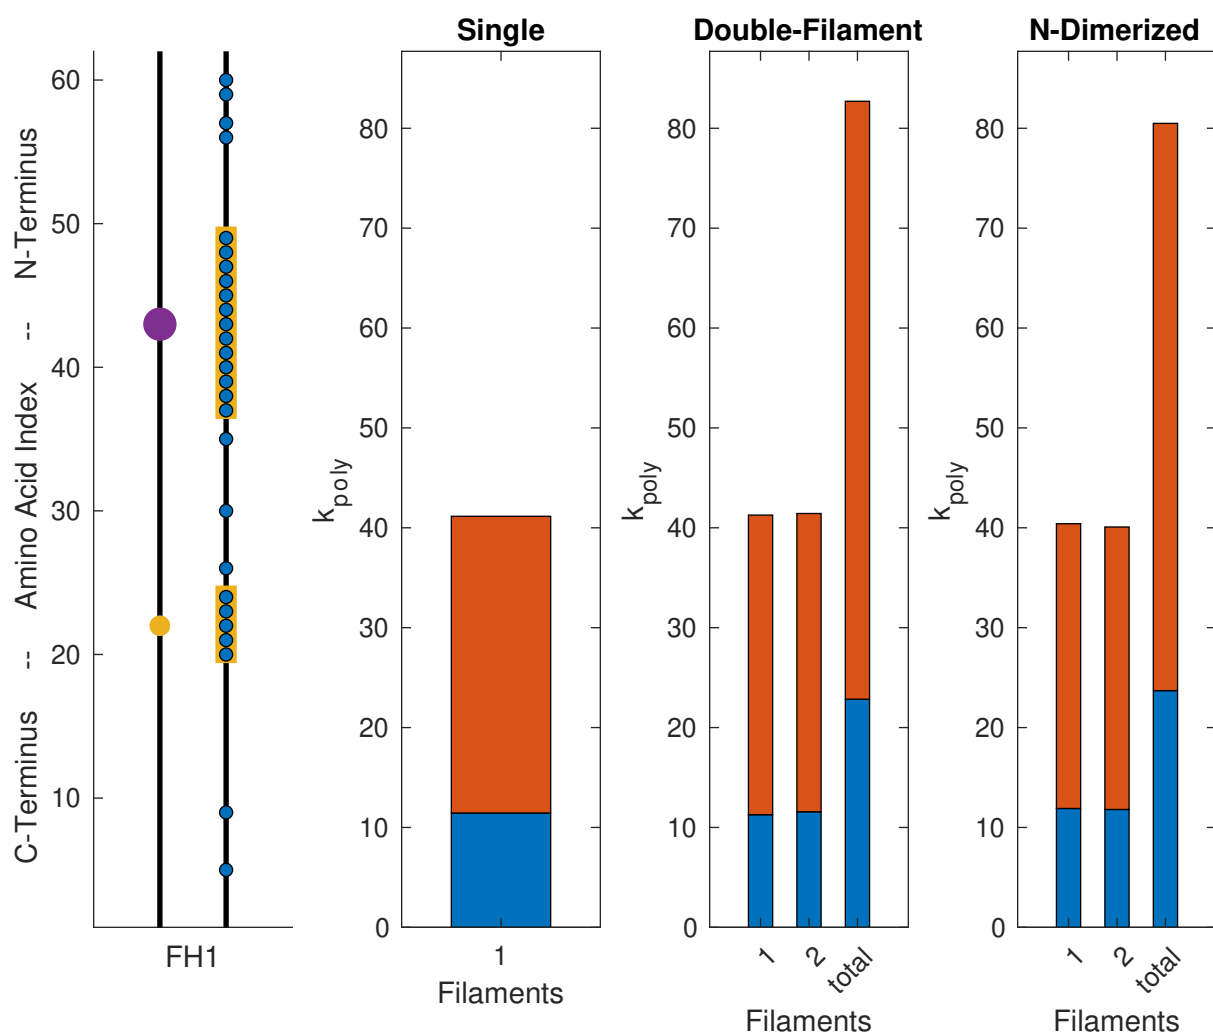 Single
Double-Filament
N-Dimerized
C-Terminus -- Amino Acid Index -- N-Terminus
60
50
40
30
20
10
FH1
k_poly
80
70
60
50
40
30
20
10
0
1
Filaments
k_poly
80
70
60
50
40
30
20
10
0
1
2
total
Filaments
k_poly
80
70
60
50
40
30
20
10
0
1
2
total
Filaments